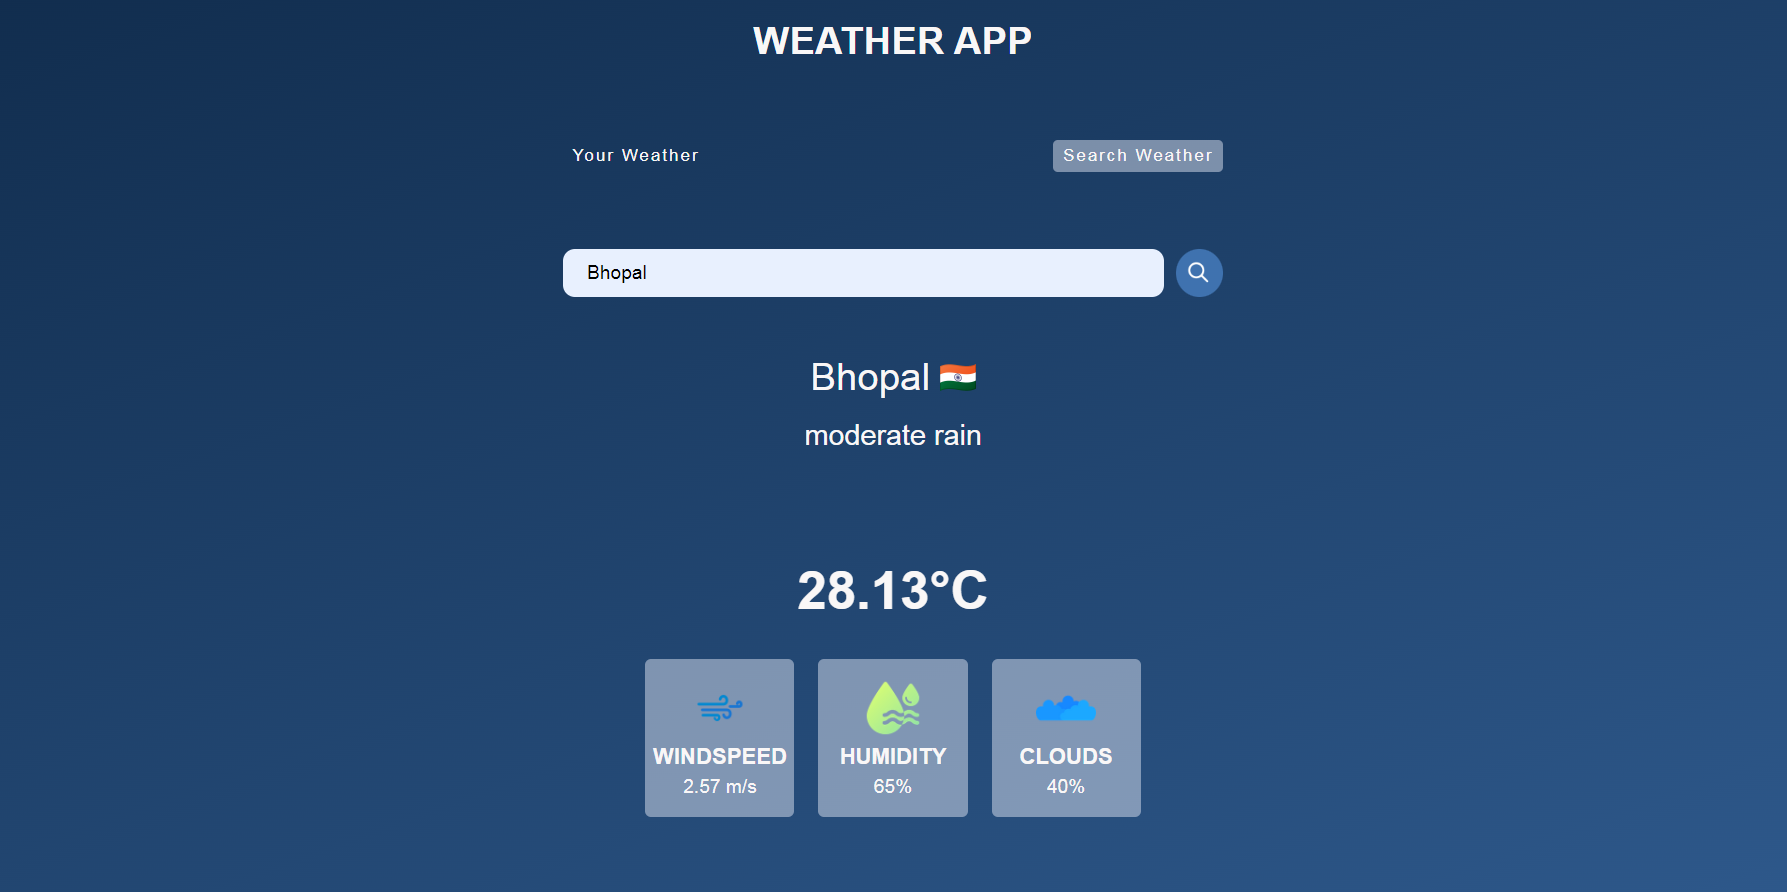 WEATHER APP
Your Weather
Search Weather
Bhopal
Bhopal
moderate rain
28.13°C
WINDSPEED
2.57 m/s
HUMIDITY
65%
CLOUDS
40%